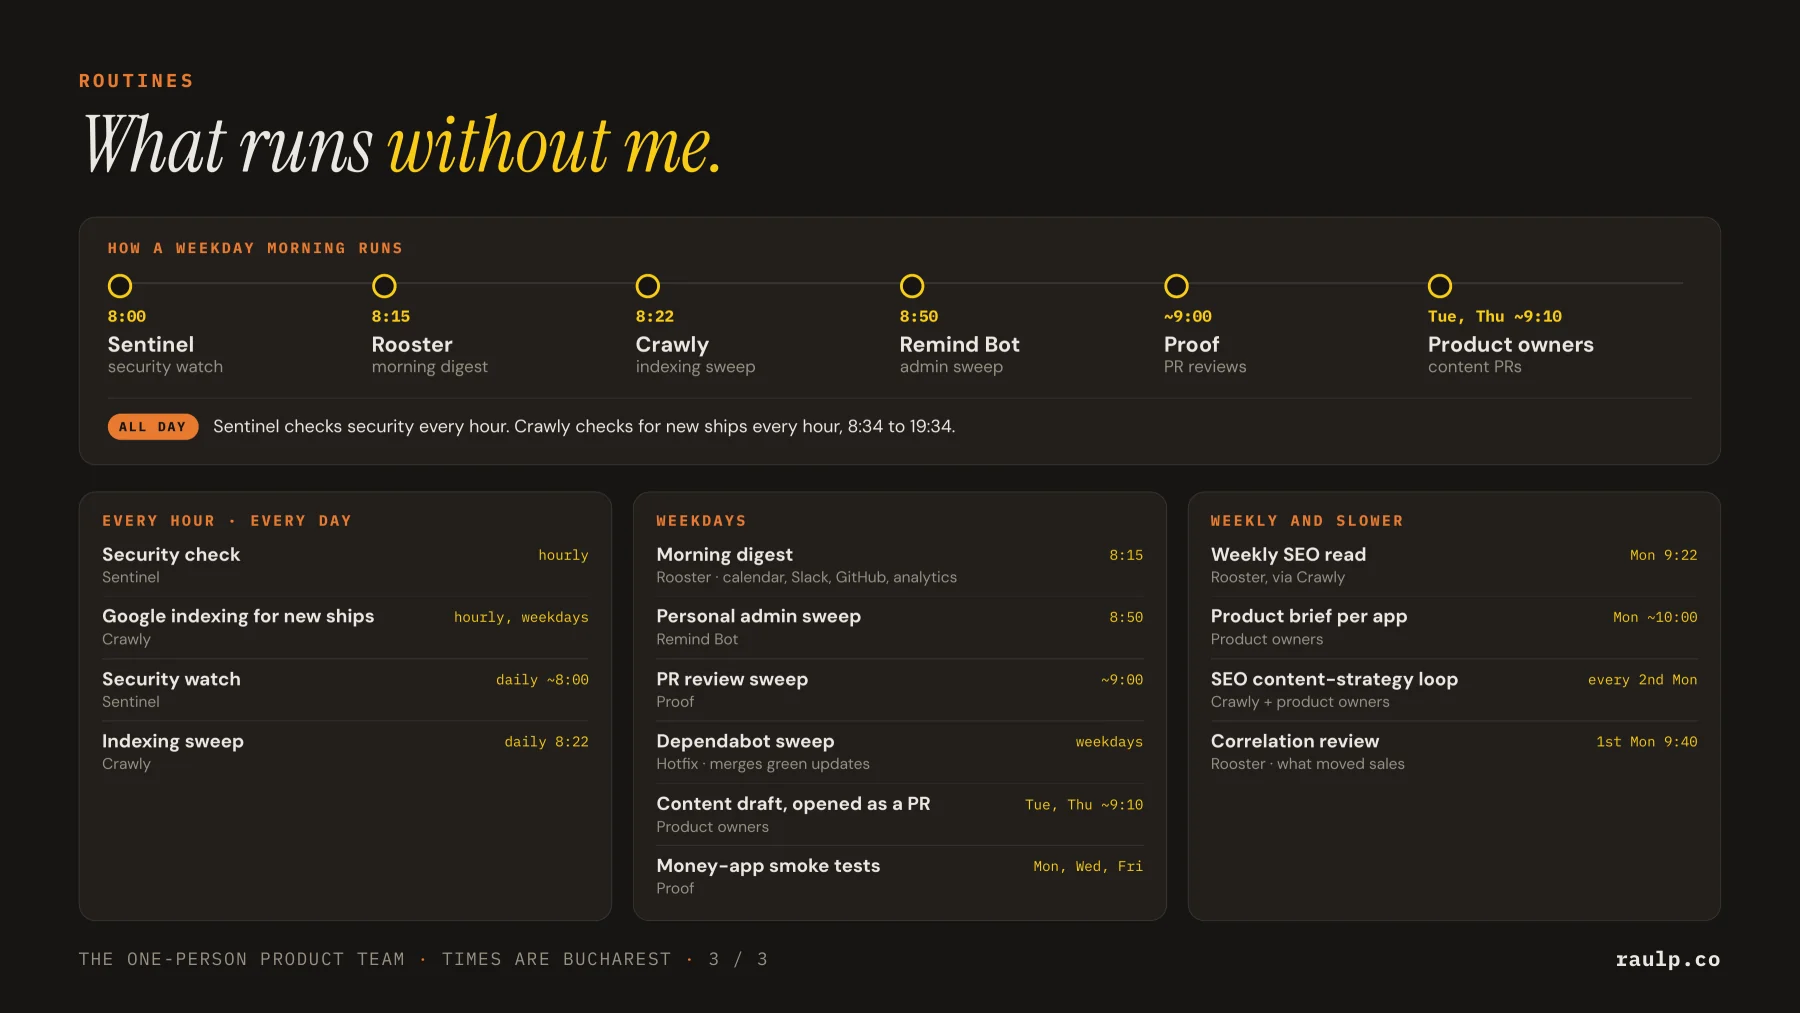 ROUTINES
What runs without me.
HOW A WEEKDAY MORNING RUNS
8:00
Sentinel
security watch
8:15
Rooster
morning digest
8:22
Crawly
indexing sweep
8:50
Remind Bot
admin sweep
~9:00
Proof
PR reviews
Tue, Thu ~9:10
Product owners
content PRs
ALL DAY Sentinel checks security every hour. Crawly checks for new ships every hour, 8:34 to 19:34.
EVERY HOUR · EVERY DAY
Security check hourly
Sentinel
Google indexing for new ships hourly, weekdays
Crawly
Security watch daily ~8:00
Sentinel
Indexing sweep daily 8:22
Crawly
WEEKDAYS
Morning digest 8:15
Rooster · calendar, Slack, GitHub, analytics
Personal admin sweep 8:50
Remind Bot
PR review sweep ~9:00
Proof
Dependabot sweep weekdays
Hotfix · merges green updates
Content draft, opened as a PR Tue, Thu ~9:10
Product owners
Money-app smoke tests Mon, Wed, Fri
Proof
WEEKLY AND SLOWER
Weekly SEO read Mon 9:22
Rooster, via Crawly
Product brief per app Mon ~10:00
Product owners
SEO content-strategy loop every 2nd Mon
Crawly + product owners
Correlation review 1st Mon 9:40
Rooster · what moved sales
THE ONE-PERSON PRODUCT TEAM · TIMES ARE BUCHAREST · 3 / 3
raulp.co